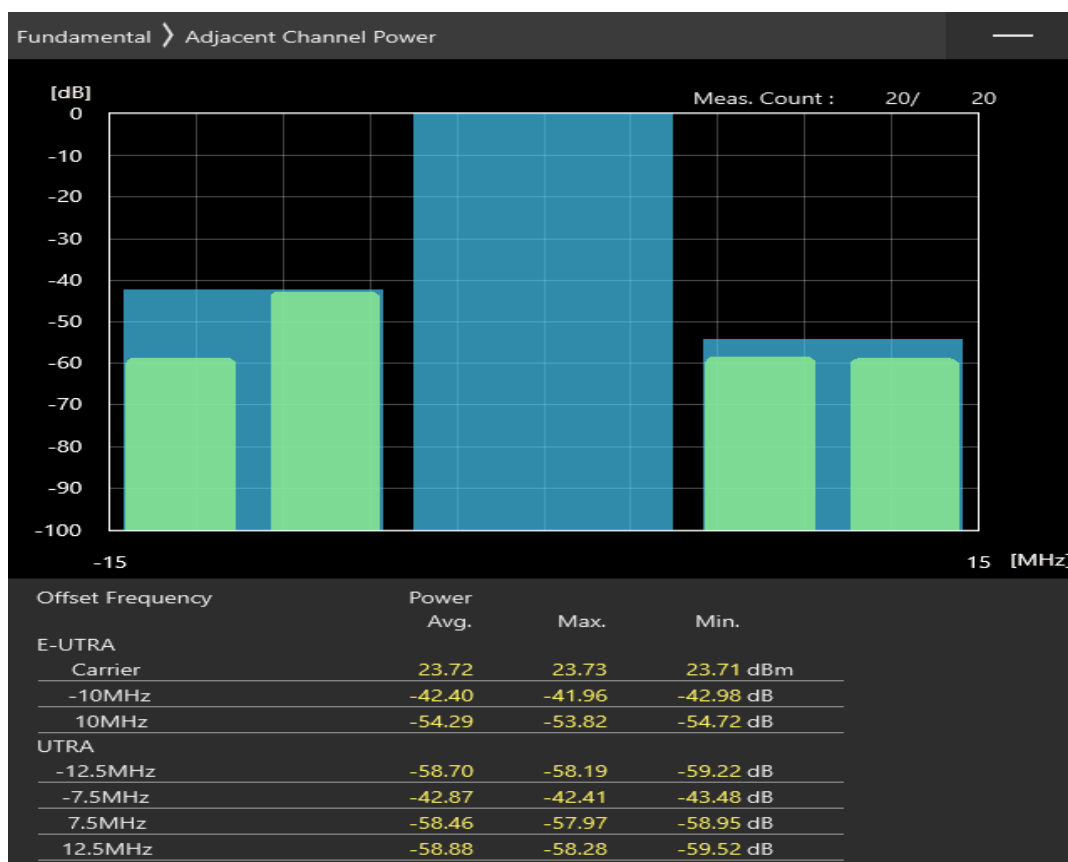 Fundamental ❯ Adjacent Channel Power
[dB]
Meas. Count : 20/ 20
0
-10
-20
-30
-40
-50
-60
-70
-80
-90
-100
-15 15 [MHz]
Offset Frequency Power
Avg. Max. Min.
E-UTRA
Carrier 23.72 23.73 23.71 dBm
-10MHz -42.40 -41.96 -42.98 dB
10MHz -54.29 -53.82 -54.72 dB
UTRA
-12.5MHz -58.70 -58.19 -59.22 dB
-7.5MHz -42.87 -42.41 -43.48 dB
7.5MHz -58.46 -57.97 -58.95 dB
12.5MHz -58.88 -58.28 -59.52 dB